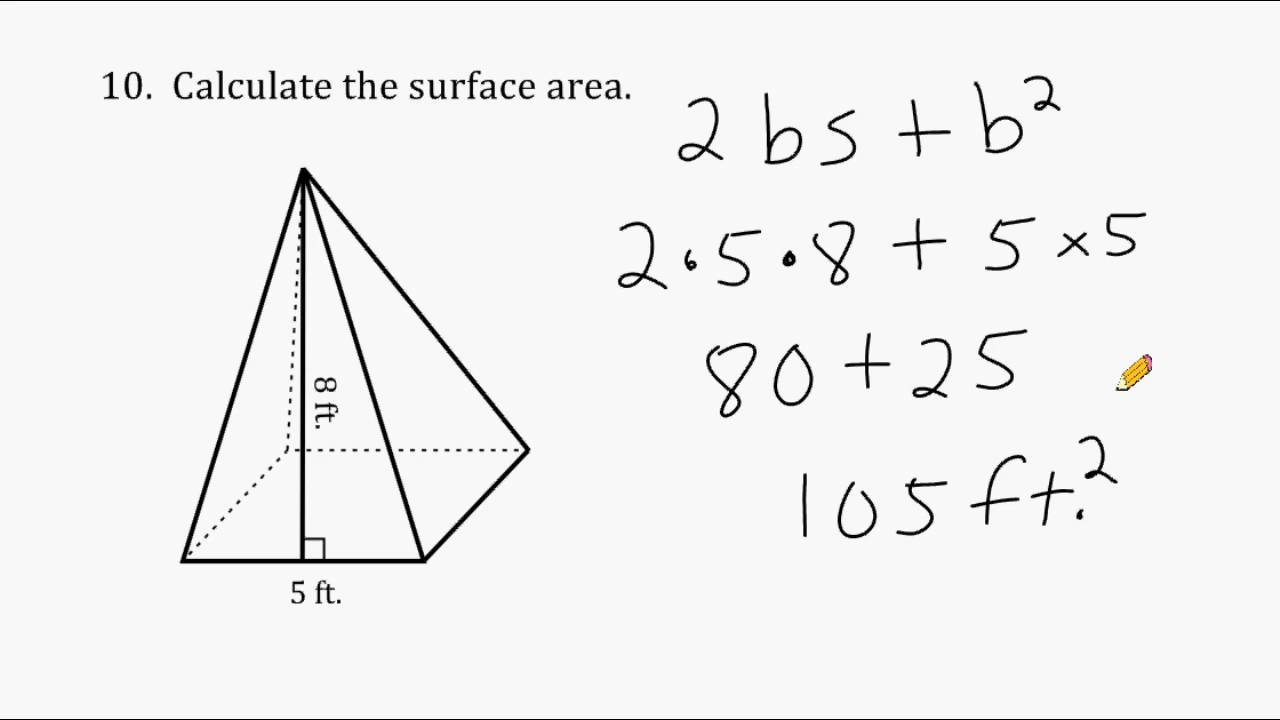 10. Calculate the surface area.
2bs + b²
2·5·8 + 5×5
80 + 25
105 ft.²
8 ft.
5 ft.